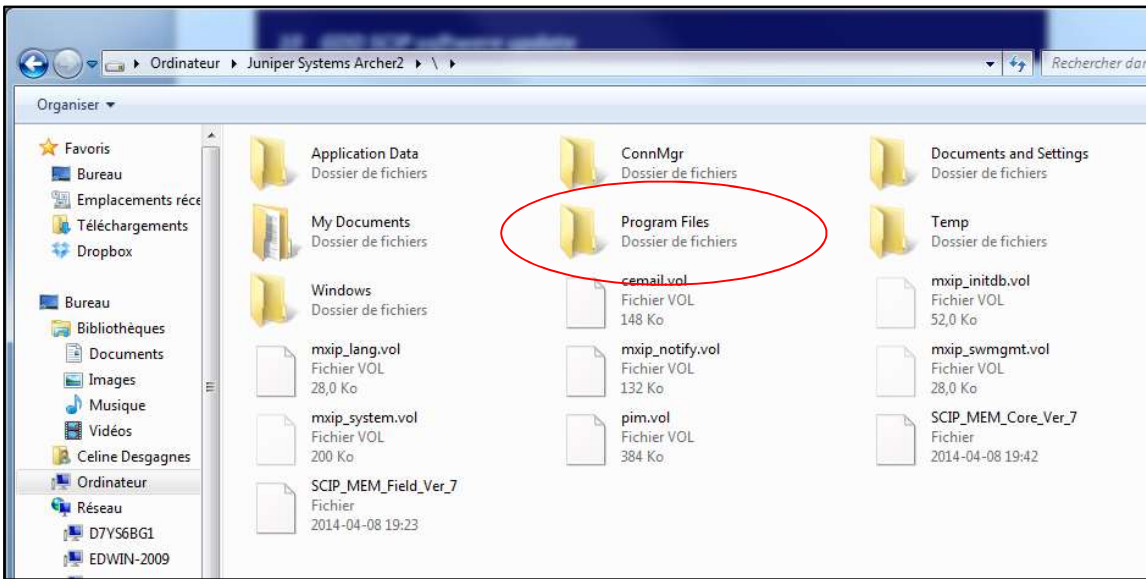 10 GDD SCIP software update
Ordinateur Juniper Systems Archer2 \
Rechercher dan
Organiser
Favoris
Bureau
Emplacements réce
Téléchargements
Dropbox
Bureau
Bibliothèques
Documents
Images
Musique
Vidéos
Celine Desgagnes
Ordinateur
Réseau
D7YS6BG1
EDWIN-2009
Application Data
Dossier de fichiers
ConnMgr
Dossier de fichiers
Documents and Settings
Dossier de fichiers
My Documents
Dossier de fichiers
Program Files
Dossier de fichiers
Temp
Dossier de fichiers
Windows
Dossier de fichiers
cemail.vol
Fichier VOL
148 Ko
mxip_initdb.vol
Fichier VOL
52,0 Ko
mxip_lang.vol
Fichier VOL
28,0 Ko
mxip_notify.vol
Fichier VOL
132 Ko
mxip_swmgmt.vol
Fichier VOL
28,0 Ko
mxip_system.vol
Fichier VOL
200 Ko
pim.vol
Fichier VOL
384 Ko
SCIP_MEM_Core_Ver_7
Fichier
2014-04-08 19:42
SCIP_MEM_Field_Ver_7
Fichier
2014-04-08 19:23